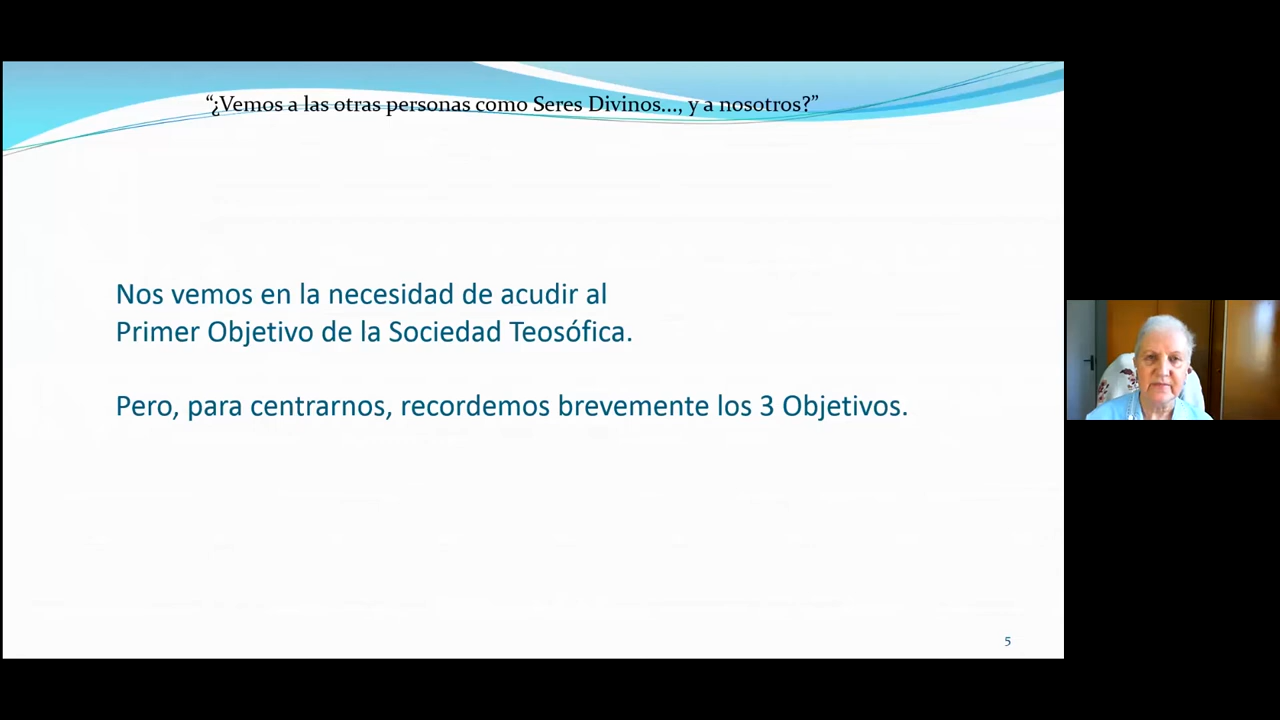 “¿Vemos a las otras personas como Seres Divinos..., y a nosotros?”
Nos vemos en la necesidad de acudir al
Primer Objetivo de la Sociedad Teosófica.
Pero, para centrarnos, recordemos brevemente los 3 Objetivos.
5